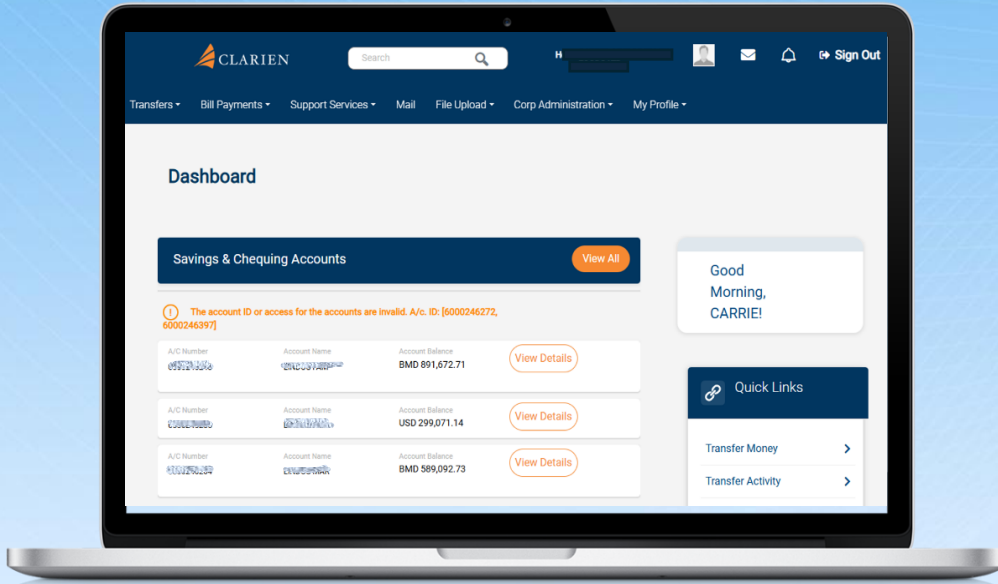 CLARIEN
Search
Sign Out
Transfers
Bill Payments
Support Services
Mail
File Upload
Corp Administration
My Profile
Dashboard
Savings & Chequing Accounts
View All
The account ID or access for the accounts are invalid. A/c. ID: [6000246272,
6000246397]
A/C Number
Account Name
Account Balance
BMD 891,672.71
View Details
A/C Number
Account Name
Account Balance
USD 299,071.14
View Details
A/C Number
Account Name
Account Balance
BMD 589,092.73
View Details
Good
Morning,
CARRIE!
Quick Links
Transfer Money
Transfer Activity